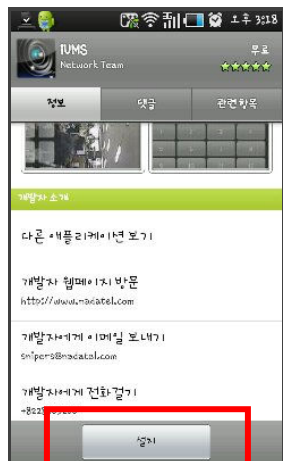 오후 3:18
IUMS
무료
Network Team
정보
댓글
관련항목
개발자 소개
다른 애플리케이션 보기
개발자 웹페이지 방문
http://www.nadatel.com
개발자에게 이메일 보내기
snipers@nadatel.com
개발자에게 전화걸기
설치